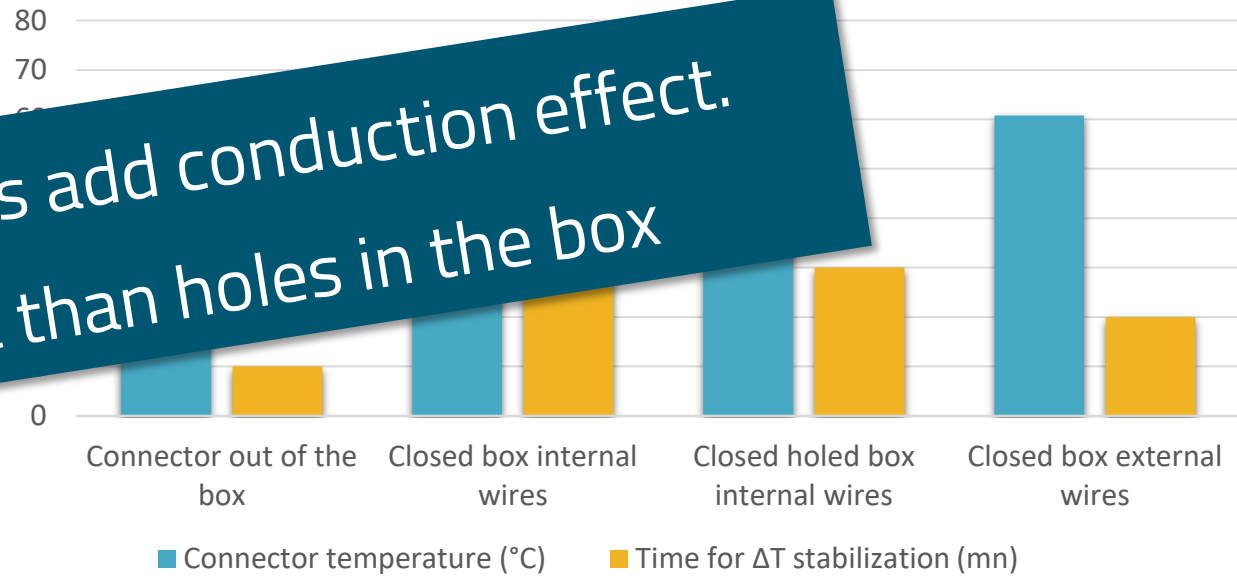 80
70
s add conduction effect.
than holes in the box
0
Connector out of the box
Closed box internal wires
Closed holed box internal wires
Closed box external wires
Connector temperature (°C)
Time for ΔT stabilization (mn)